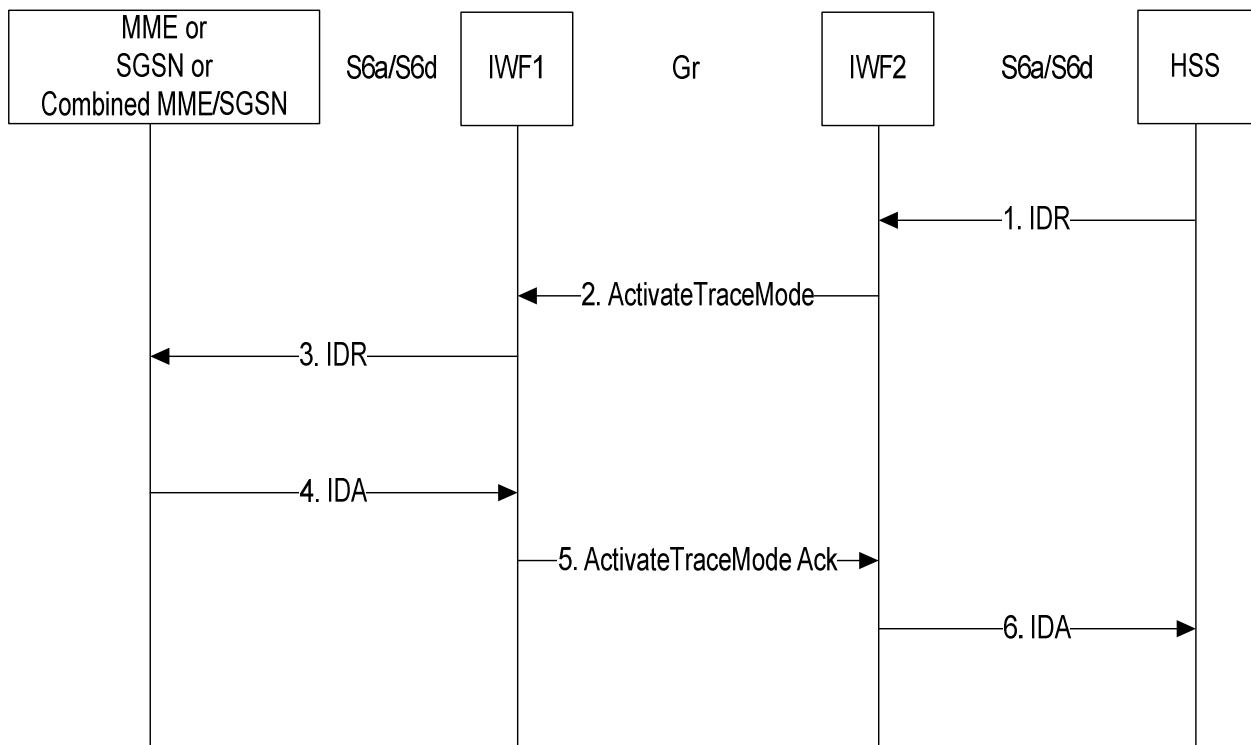 MME or
SGSN or
Combined MME/SGSN
S6a/S6d
IWF1
Gr
IWF2
S6a/S6d
HSS
1. IDR
2. ActivateTraceMode
3. IDR
4. IDA
5. ActivateTraceMode Ack
6. IDA